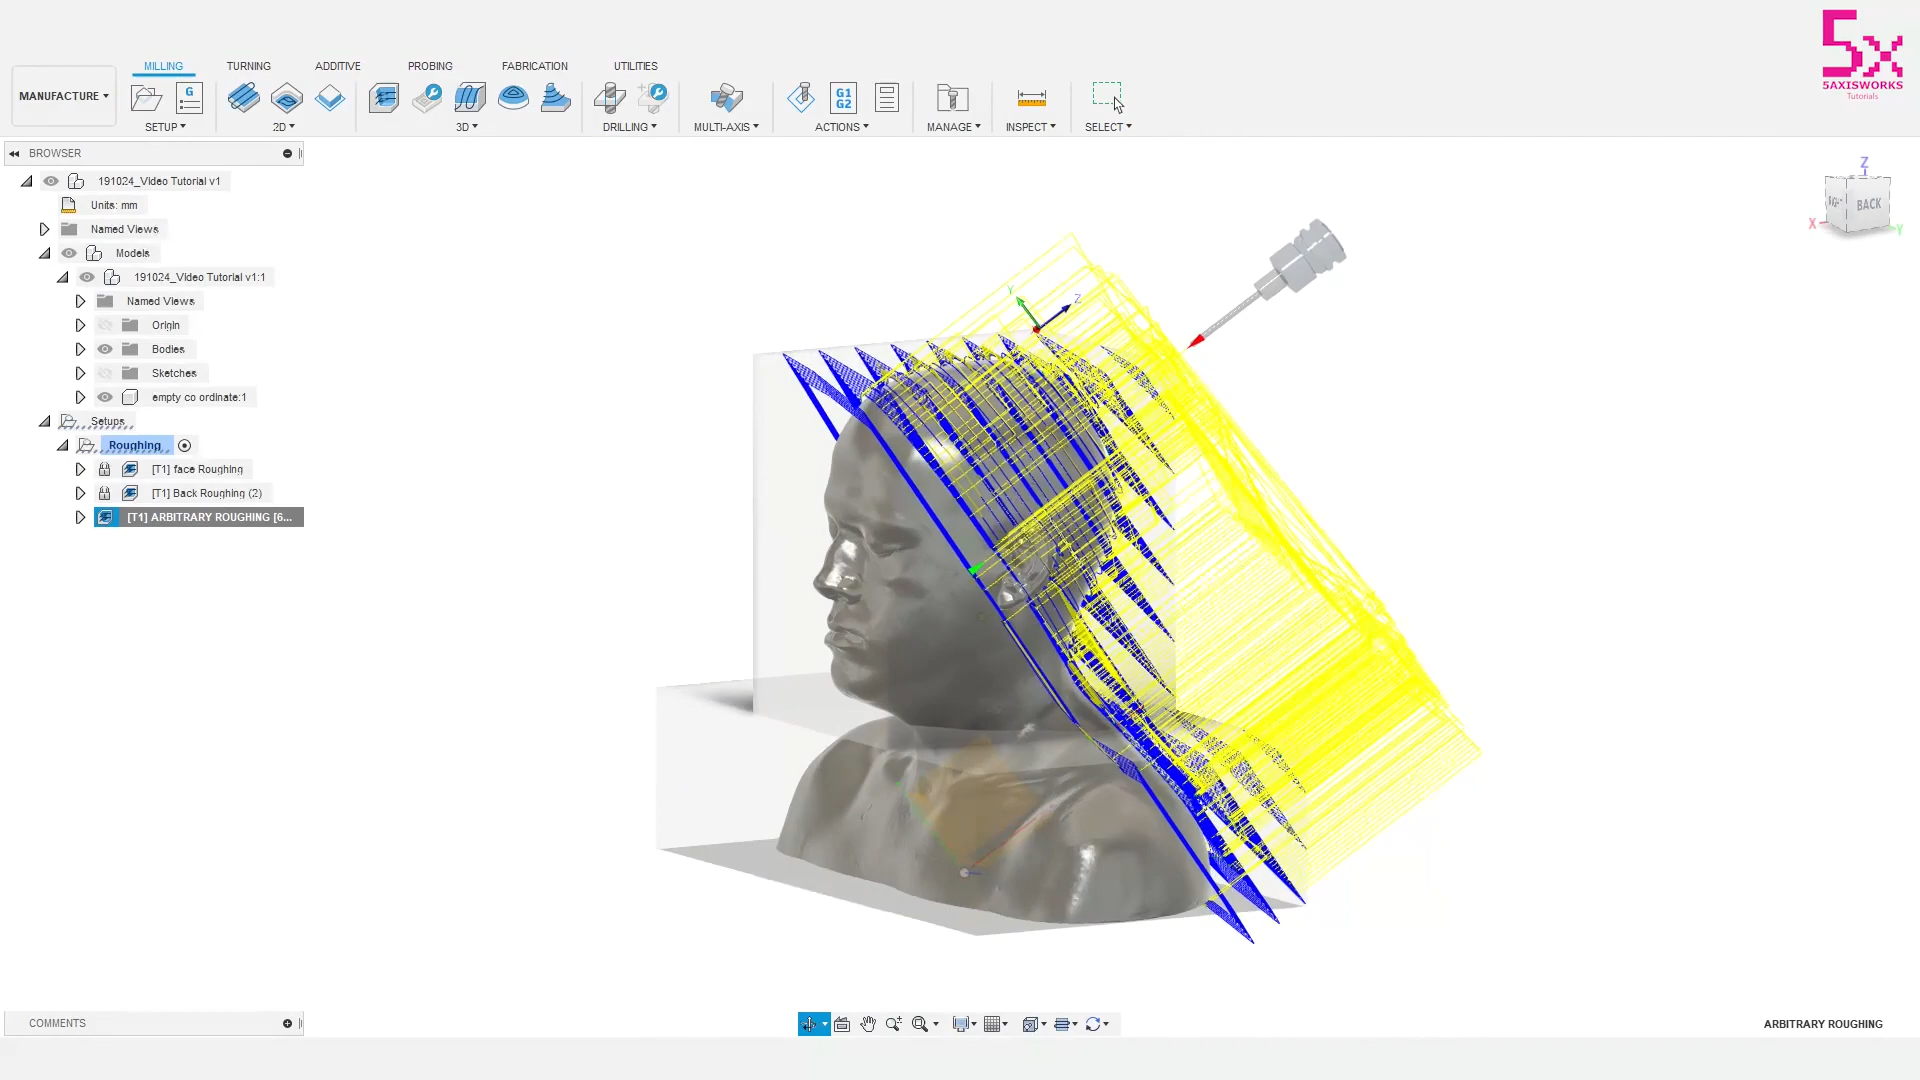 5x
5AXISWORKS
Tutorials
MILLING TURNING ADDITIVE PROBING FABRICATION UTILITIES
MANUFACTURE
G
G1
G2
SETUP 2D 3D DRILLING MULTI-AXIS ACTIONS MANAGE INSPECT SELECT
BROWSER
191024_Video Tutorial v1
Units: mm
Named Views
Models
191024_Video Tutorial v1:1
Named Views
Origin
Bodies
Sketches
empty co ordinate:1
Setups
Roughing
[T1] face Roughing
[T1] Back Roughing (2)
[T1] ARBITRARY ROUGHING [6...
Z
BACK
X
Y
Y
Z
COMMENTS
ARBITRARY ROUGHING